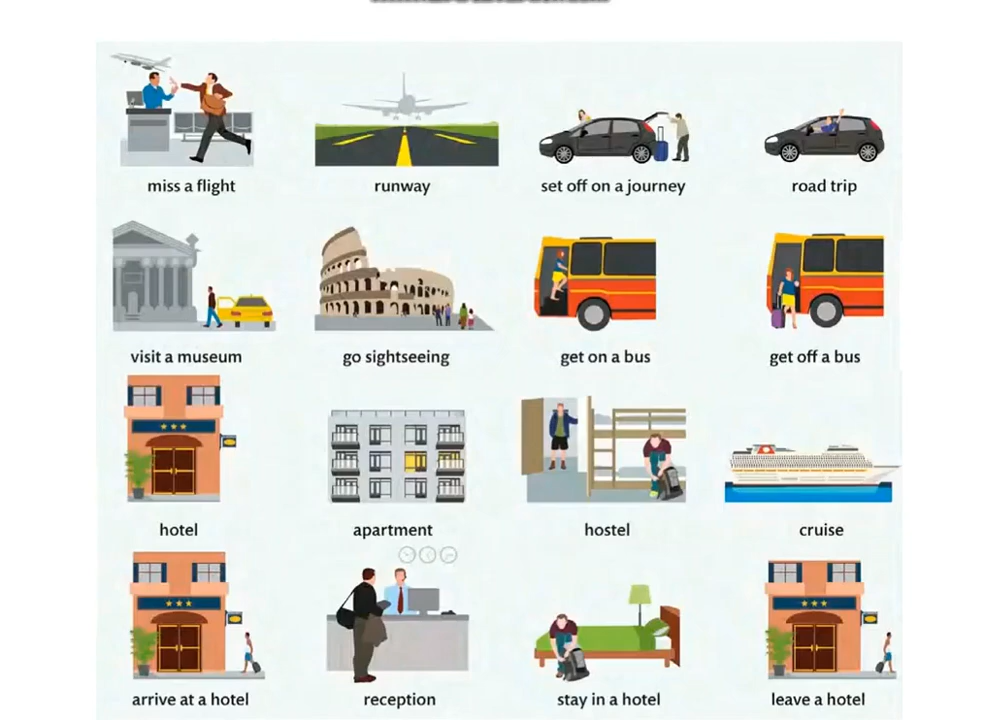 miss a flight
runway
set off on a journey
road trip
visit a museum
go sightseeing
get on a bus
get off a bus
hotel
apartment
hostel
cruise
arrive at a hotel
reception
stay in a hotel
leave a hotel